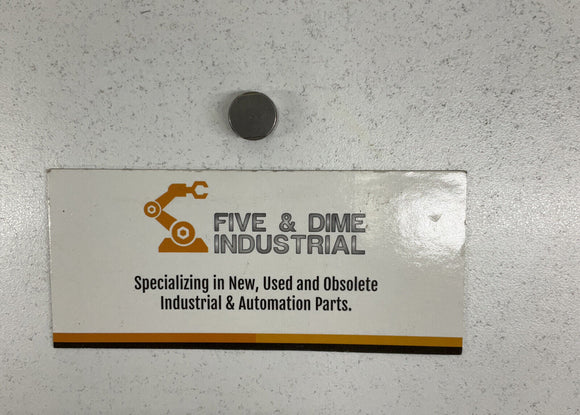 FIVE & DIME
INDUSTRIAL
Specializing in New, Used and Obsolete
Industrial & Automation Parts.